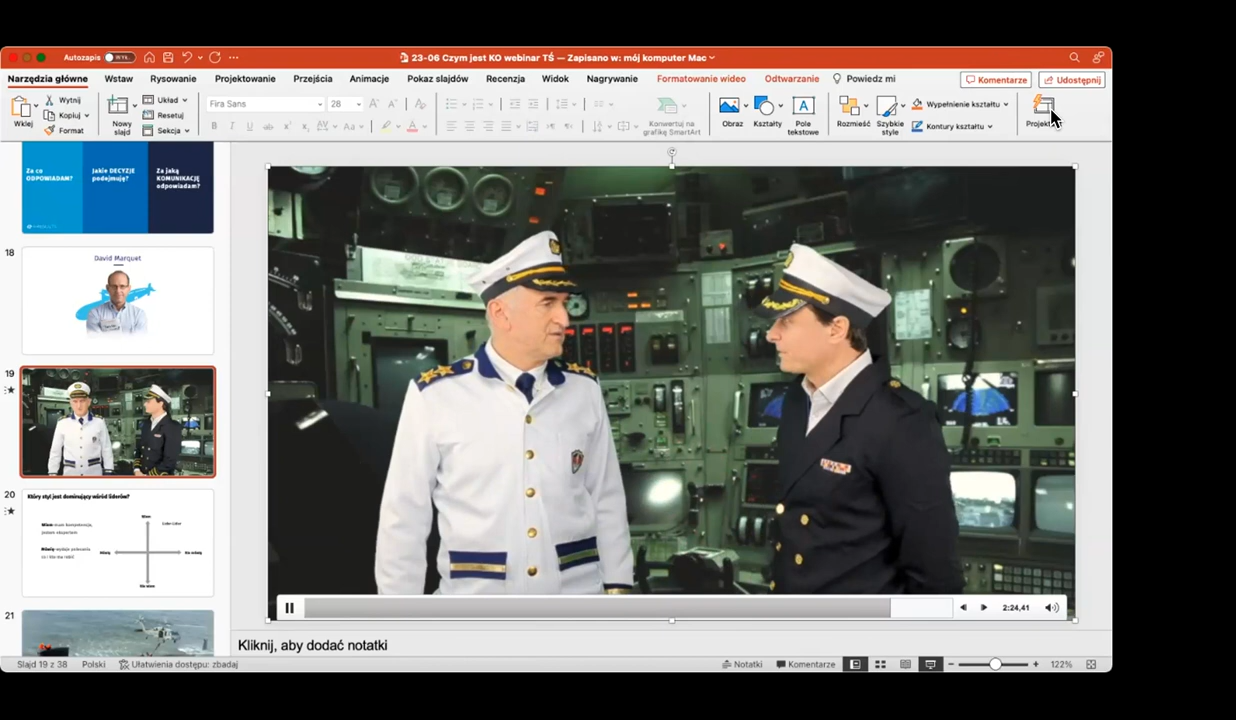 Autozapis WYŁ.
23-06 Czym jest KO webinar TŚ — Zapisano w: mój komputer Mac
Narzędzia główne Wstaw Rysowanie Projektowanie Przejścia Animacje Pokaz slajdów Recenzja Widok Nagrywanie Formatowanie wideo Odtwarzanie Powiedz mi Komentarze Udostępnij
Wklej
Wytnij
Kopiuj
Format
Nowy slajd
Układ
Resetuj
Sekcja
Fira Sans 28
Konwertuj na grafikę SmartArt
Obraz
Kształty
Pole tekstowe
Rozmieść
Szybkie style
Wypełnienie kształtu
Kontury kształtu
Za co ODPOWIADAM?
Jakie DECYZJE podejmuję?
Za jaką KOMUNIKACJĘ odpowiadam?
18
David Marquet
19
20
Który styl jest dominujący wśród liderów?
21
2:24,41
Kliknij, aby dodać notatki
Slajd 19 z 38 Polski Ułatwienia dostępu: zbadaj Notatki Komentarze 122%